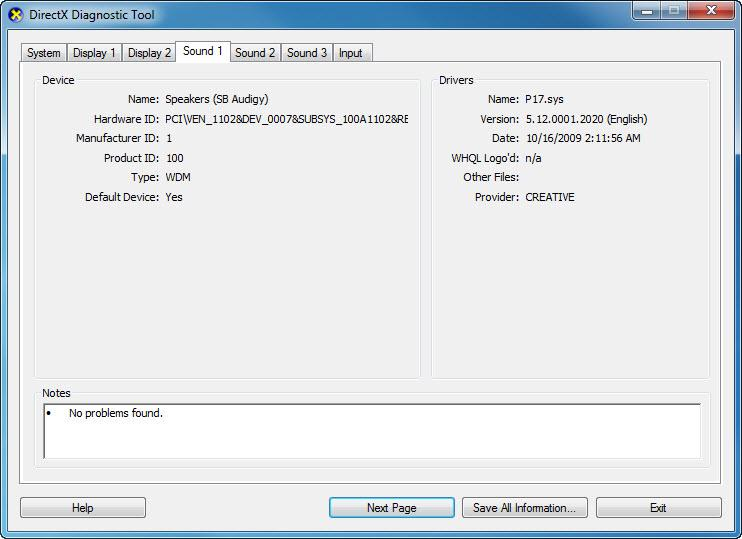 DirectX Diagnostic Tool
System Display 1 Display 2 Sound 1 Sound 2 Sound 3 Input
Device
Name: Speakers (SB Audigy)
Hardware ID: PCI\VEN_1102&DEV_0007&SUBSYS_100A1102&RE
Manufacturer ID: 1
Product ID: 100
Type: WDM
Default Device: Yes
Drivers
Name: P17.sys
Version: 5.12.0001.2020 (English)
Date: 10/16/2009 2:11:56 AM
WHQL Logo'd: n/a
Other Files:
Provider: CREATIVE
Notes
• No problems found.
Help Next Page Save All Information... Exit